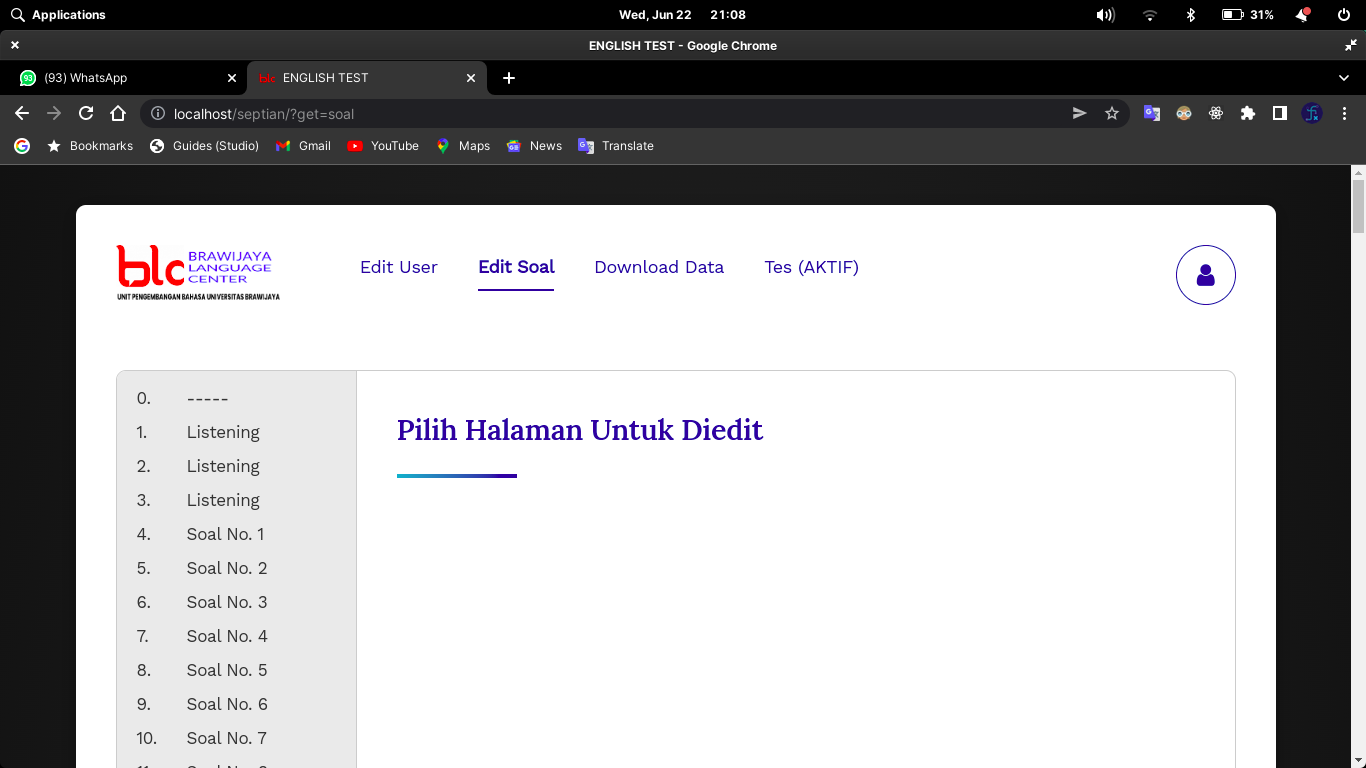 Applications
Wed, Jun 22 21:08
31%
ENGLISH TEST - Google Chrome
(93) WhatsApp
ENGLISH TEST
localhost/septian/?get=soal
Bookmarks
Guides (Studio)
Gmail
YouTube
Maps
News
Translate
blc BRAWIJAYA
LANGUAGE
CENTER
UNIT PENGEMBANGAN BAHASA UNIVERSITAS BRAWIJAYA
Edit User
Edit Soal
Download Data
Tes (AKTIF)
0. -----
1. Listening
2. Listening
3. Listening
4. Soal No. 1
5. Soal No. 2
6. Soal No. 3
7. Soal No. 4
8. Soal No. 5
9. Soal No. 6
10. Soal No. 7
Pilih Halaman Untuk Diedit